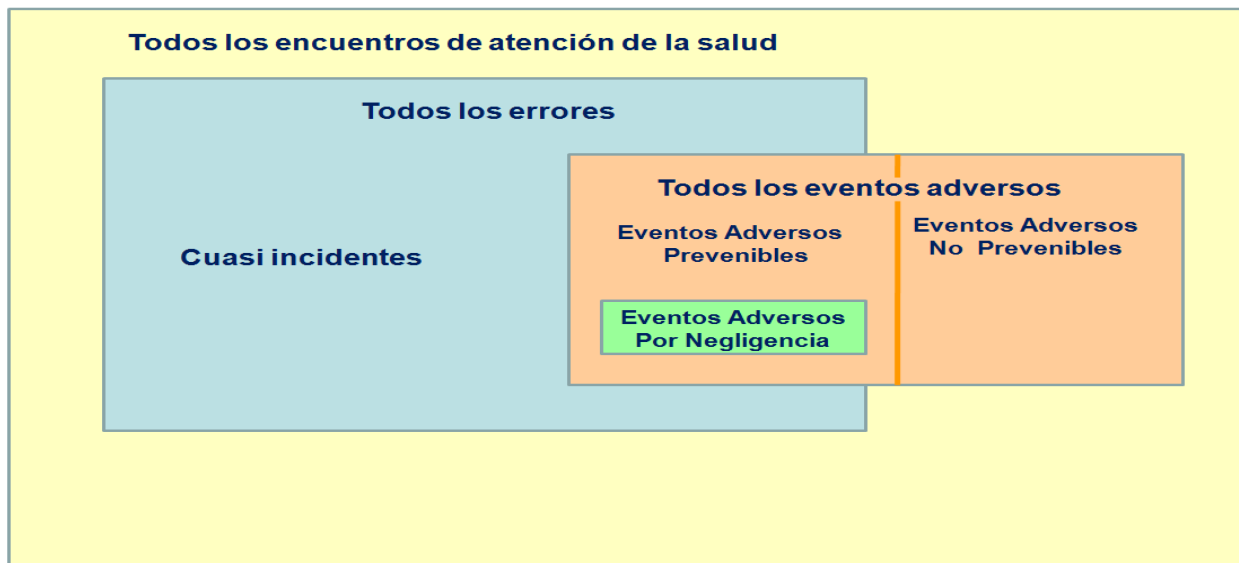 Todos los encuentros de atención de la salud
Todos los errores
Todos los eventos adversos
Cuasi incidentes
Eventos Adversos
Prevenibles
Eventos Adversos
No Prevenibles
Eventos Adversos
Por Negligencia